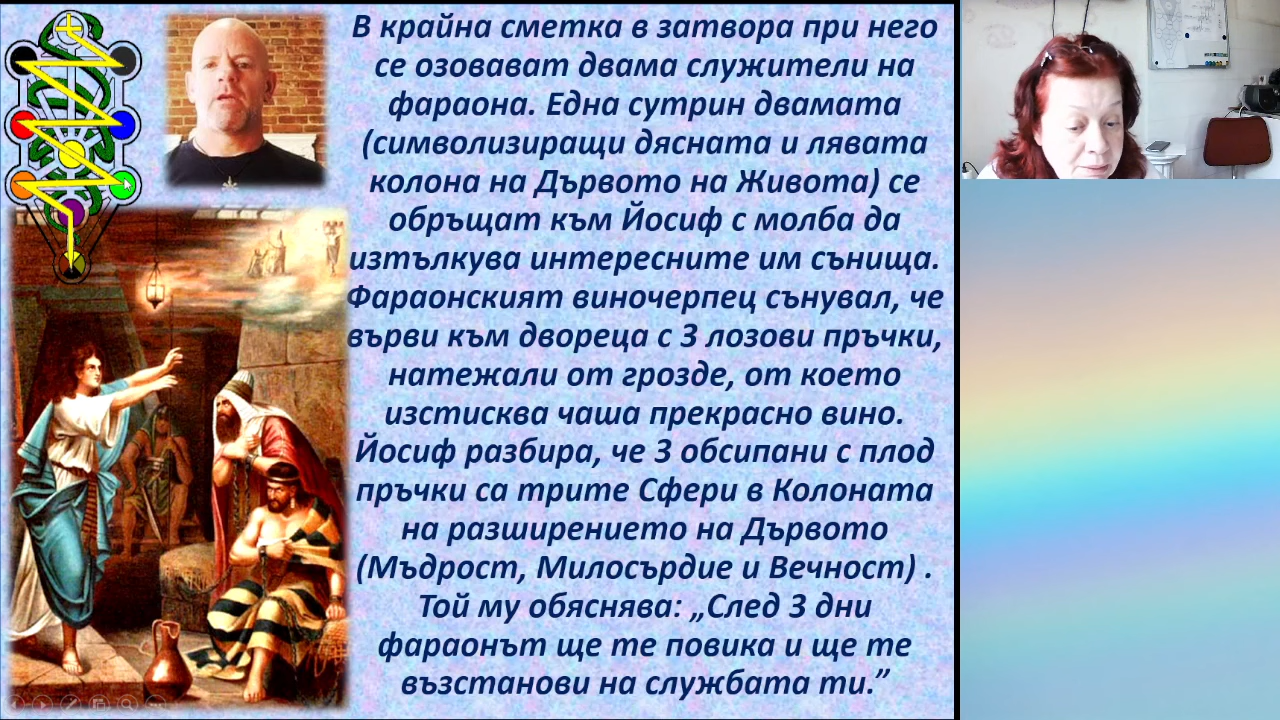 В крайна сметка в затвора при него
се озовават двама служители на
фараона. Една сутрин двамата
(символизиращи дясната и лявата
колона на Дървото на Живота) се
обръщат към Йосиф с молба да
изтълкува интересните им сънища.
Фараонският виночерпец сънувал, че
върви към двореца с 3 лозови пръчки,
натежали от грозде, от което
изстисква чаша прекрасно вино.
Йосиф разбира, че 3 обсипани с плод
пръчки са трите Сфери в Колоната
на разширението на Дървото
(Мъдрост, Милосърдие и Вечност) .
Той му обяснява: „След 3 дни
фараонът ще те повика и ще те
възстанови на службата ти.”